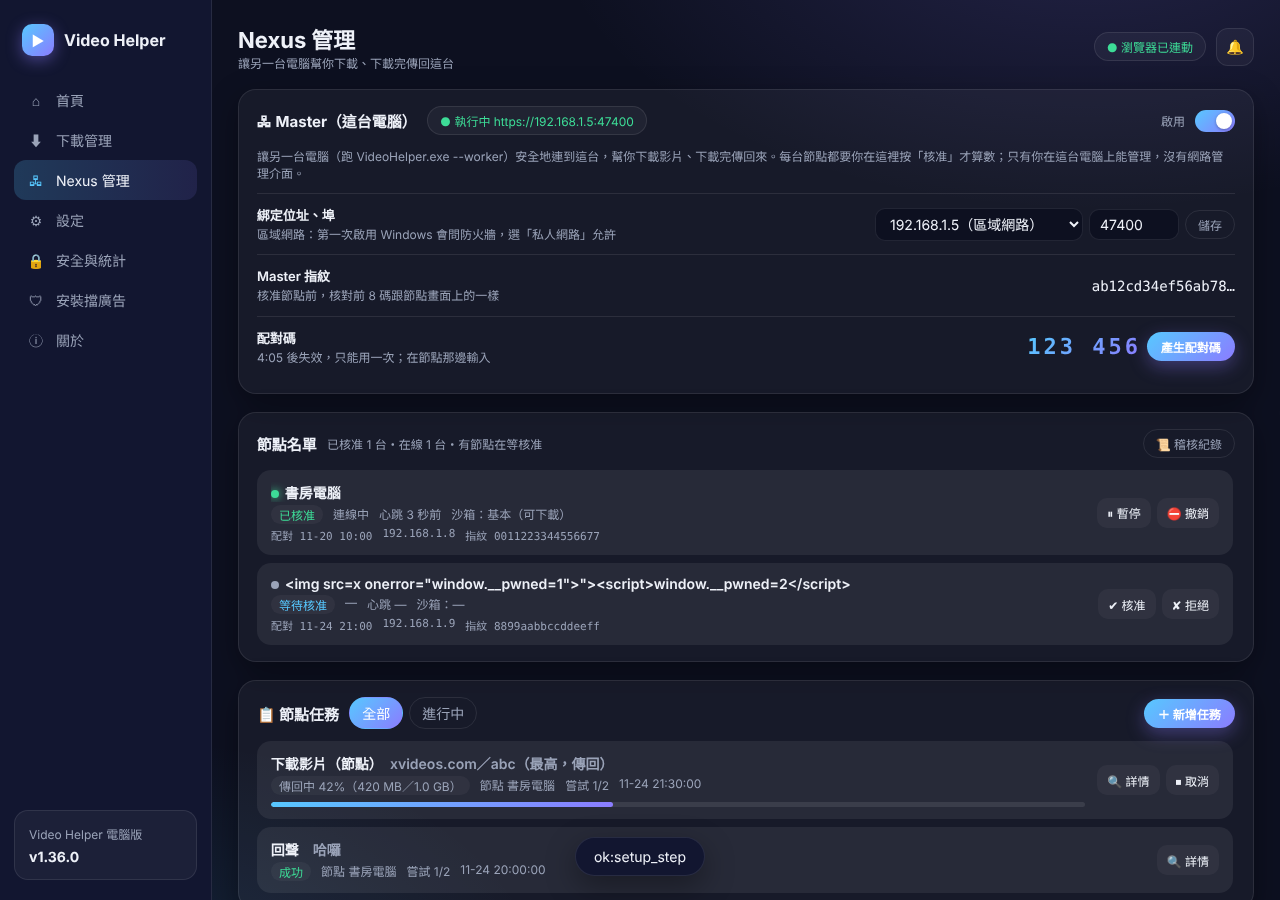 Video Helper
首頁
下載管理
Nexus 管理
設定
安全與統計
安裝擋廣告
關於
Video Helper 電腦版
v1.36.0
Nexus 管理
讓另一台電腦幫你下載、下載完傳回這台
瀏覽器已連動
Master（這台電腦）
執行中 https://192.168.1.5:47400
啟用
讓另一台電腦（跑 VideoHelper.exe --worker）安全地連到這台，幫你下載影片、下載完傳回來。每台節點都要你在這裡按「核准」才算數；只有你在這台電腦上能管理，沒有網路管
理介面。
綁定位址、埠
區域網路：第一次啟用 Windows 會問防火牆，選「私人網路」允許
192.168.1.5（區域網路）
47400
儲存
Master 指紋
核准節點前，核對前 8 碼跟節點畫面上的一樣
ab12cd34ef56ab78…
配對碼
4:05 後失效，只能用一次；在節點那邊輸入
123 456
產生配對碼
節點名單
已核准 1 台・在線 1 台・有節點在等核准
稽核紀錄
書房電腦
已核准 連線中 心跳 3 秒前 沙箱：基本（可下載）
配對 11-20 10:00 192.168.1.8 指紋 0011223344556677
暫停
撤銷
<img src=x onerror="window.__pwned=1">"><script>window.__pwned=2</script>
等待核准 — 心跳 — 沙箱：—
配對 11-24 21:00 192.168.1.9 指紋 8899aabbccddeeff
✔ 核准
✘ 拒絕
節點任務
全部
進行中
＋ 新增任務
下載影片（節點） xvideos.com／abc（最高，傳回）
傳回中 42%（420 MB／1.0 GB） 節點 書房電腦 嘗試 1/2 11-24 21:30:00
詳情
取消
回聲 哈囉
成功 節點 書房電腦 嘗試 1/2 11-24 20:00:00
詳情
ok:setup_step